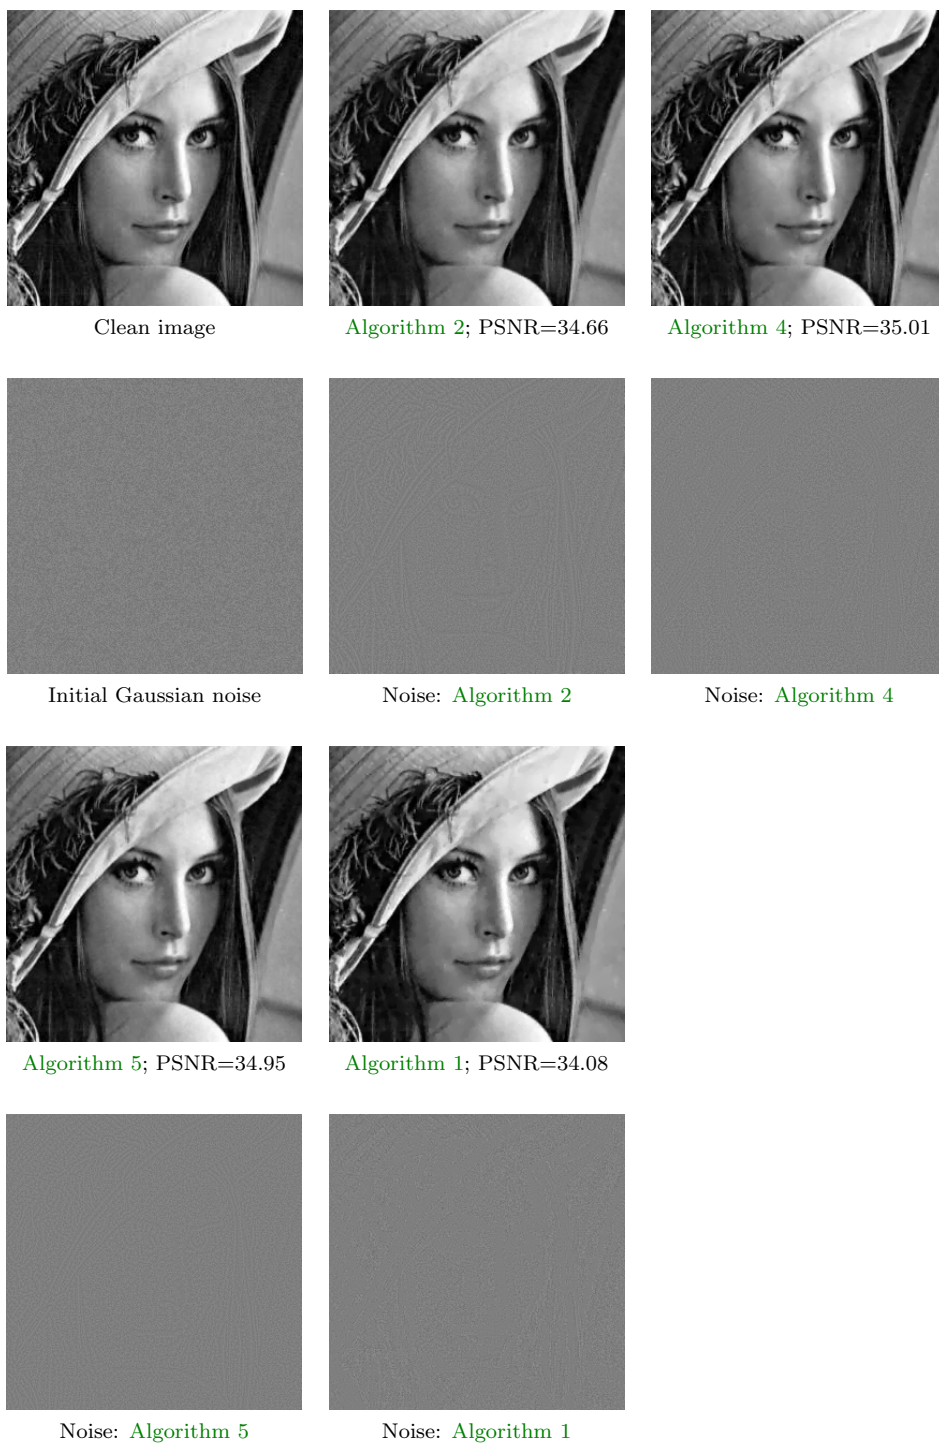 Clean image
Algorithm 2; PSNR=34.66
Algorithm 4; PSNR=35.01
Initial Gaussian noise
Noise: Algorithm 2
Noise: Algorithm 4
Algorithm 5; PSNR=34.95
Algorithm 1; PSNR=34.08
Noise: Algorithm 5
Noise: Algorithm 1